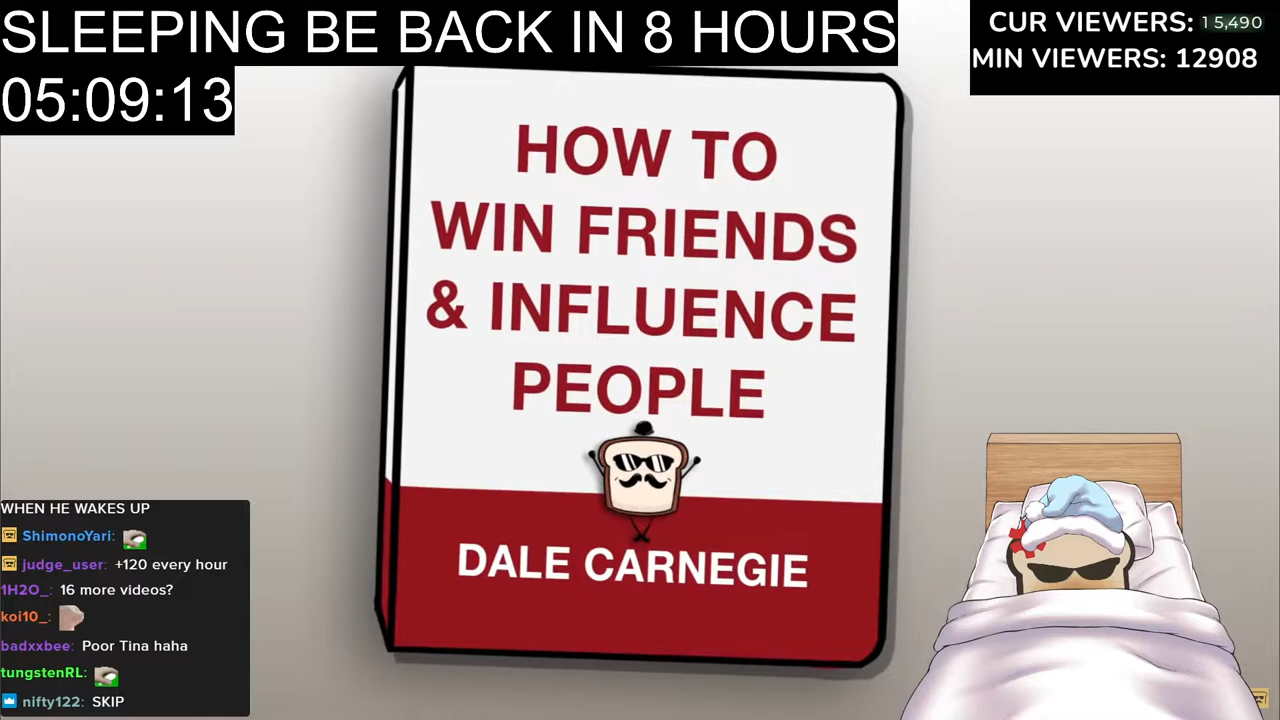 SLEEPING BE BACK IN 8 HOURS
05:09:13
CUR VIEWERS: 15,490
MIN VIEWERS: 12908
HOW TO
WIN FRIENDS
& INFLUENCE
PEOPLE
DALE CARNEGIE
WHEN HE WAKES UP
ShimonoYari:
judge_user: +120 every hour
1H2O_: 16 more videos?
koi10_:
badxxbee: Poor Tina haha
tungstenRL:
nifty122: SKIP